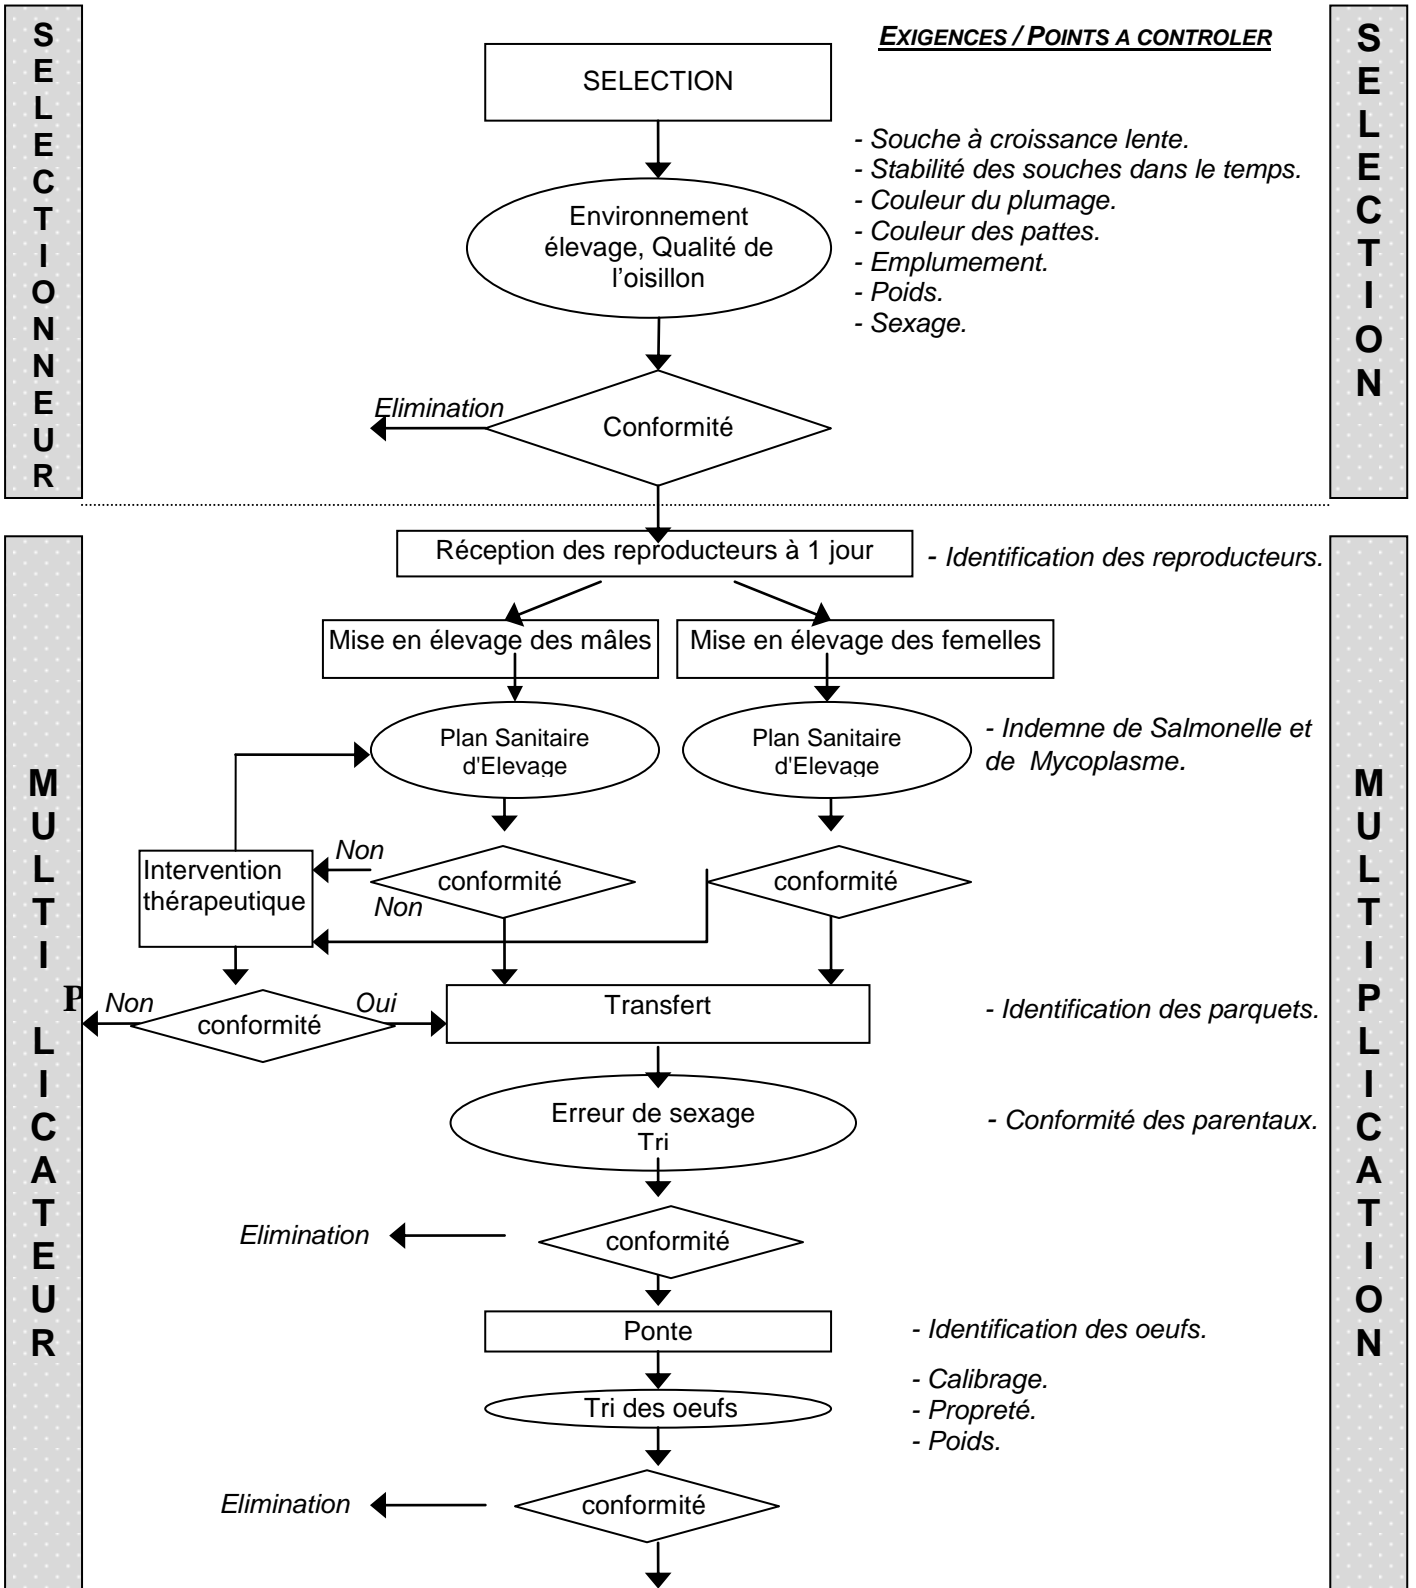 SELECTIONNEUR
EXIGENCES / POINTS A CONTROLER
SELECTION
SELECTION
- Souche à croissance lente.
- Stabilité des souches dans le temps.
- Couleur du plumage.
- Couleur des pattes.
- Emplumement.
- Poids.
- Sexage.
Environnement
élevage, Qualité de
l'oisillon
Elimination
Conformité
MULTIPLICATEUR
MULTIPLICATION
Réception des reproducteurs à 1 jour
- Identification des reproducteurs.
Mise en élevage des mâles
Mise en élevage des femelles
Plan Sanitaire
d'Elevage
Plan Sanitaire
d'Elevage
- Indemne de Salmonelle et
de Mycoplasme.
Non
Intervention
thérapeutique
conformité
conformité
Non
Non
conformité
Oui
Transfert
- Identification des parquets.
Erreur de sexage
Tri
- Conformité des parentaux.
Elimination
conformité
Ponte
- Identification des oeufs.
Tri des oeufs
- Calibrage.
- Propreté.
- Poids.
Elimination
conformité